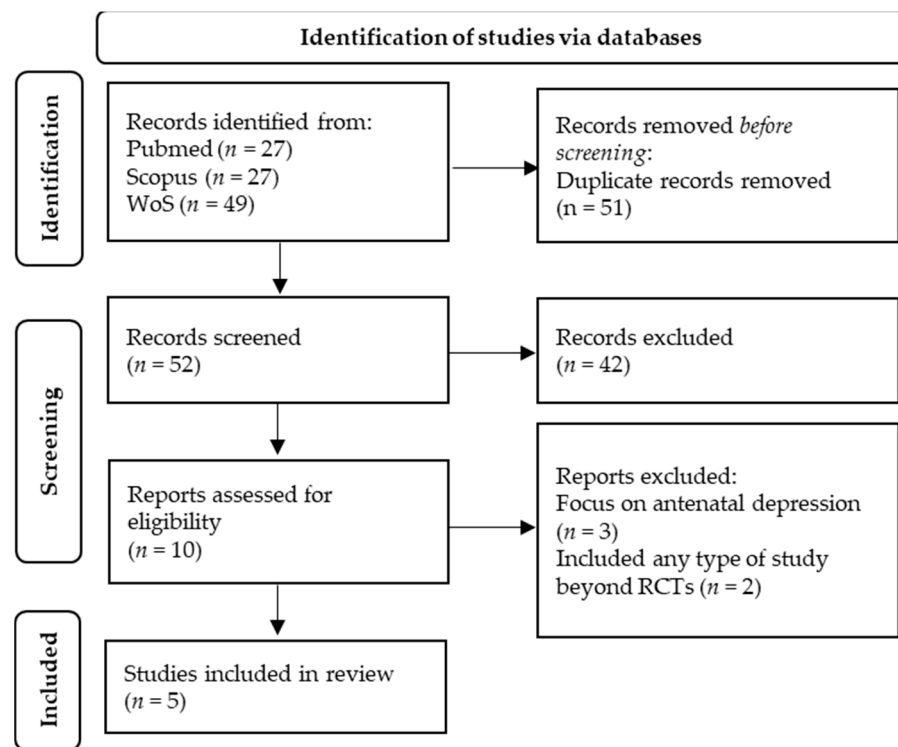 Identification of studies via databases
Identification
Records identified from:
Pubmed (n = 27)
Scopus (n = 27)
WoS (n = 49)
Records removed before
screening:
Duplicate records removed
(n = 51)
Screening
Records screened
(n = 52)
Records excluded
(n = 42)
Reports assessed for
eligibility
(n = 10)
Reports excluded:
Focus on antenatal depression
(n = 3)
Included any type of study
beyond RCTs (n = 2)
Included
Studies included in review
(n = 5)